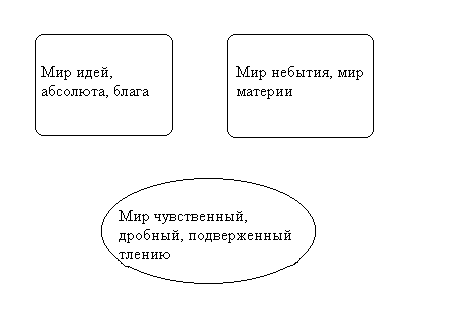 Мир идей,
абсолюта, блага
Мир небытия, мир
материи
Мир чувственный,
дробный, подверженный
тлению